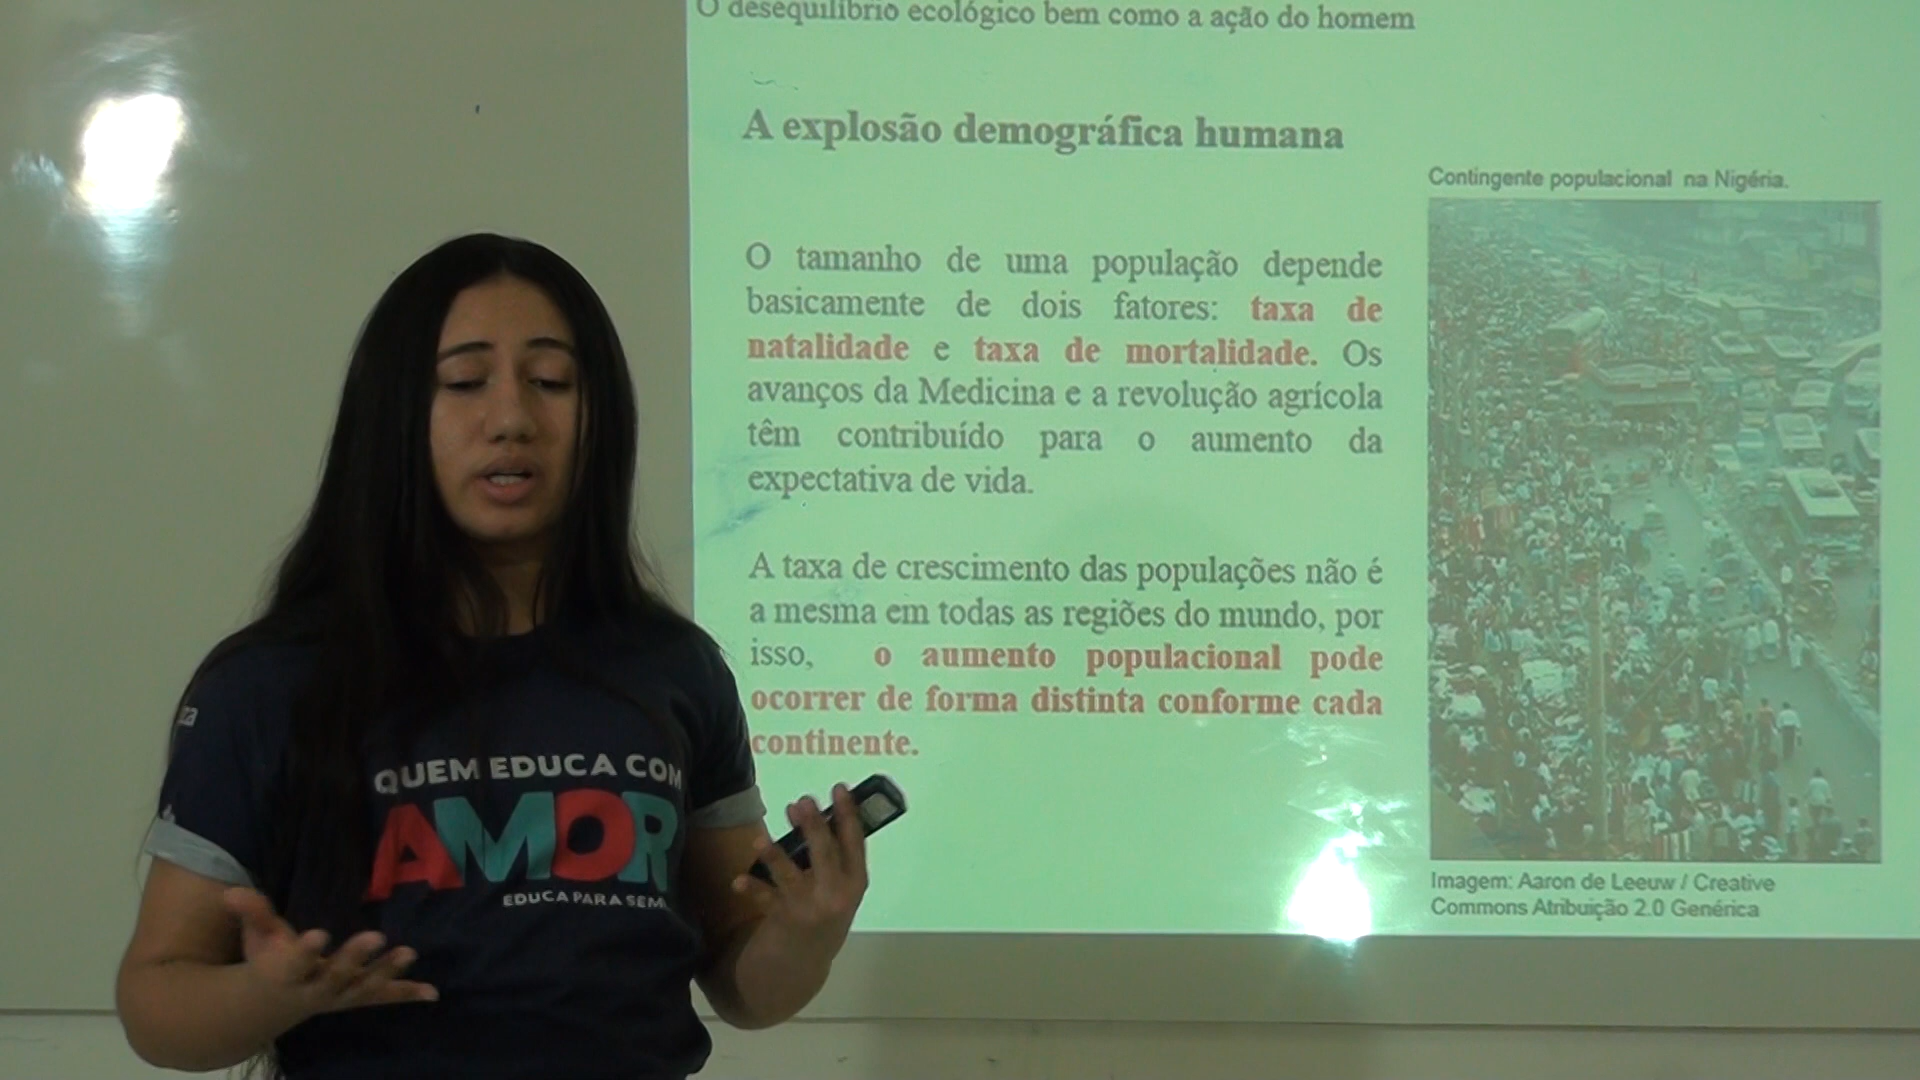 O desequilíbrio ecológico bem como a ação do homem
A explosão demográfica humana
Contingente populacional na Nigéria.
O tamanho de uma população depende
basicamente de dois fatores: taxa de
natalidade e taxa de mortalidade. Os
avanços da Medicina e a revolução agrícola
têm contribuído para o aumento da
expectativa de vida.
A taxa de crescimento das populações não é
a mesma em todas as regiões do mundo, por
isso, o aumento populacional pode
ocorrer de forma distinta conforme cada
continente.
Imagem: Aaron de Leeuw / Creative
Commons Atribuição 2.0 Genérica
QUEM EDUCA COM
AMOR
EDUCA PARA SEM